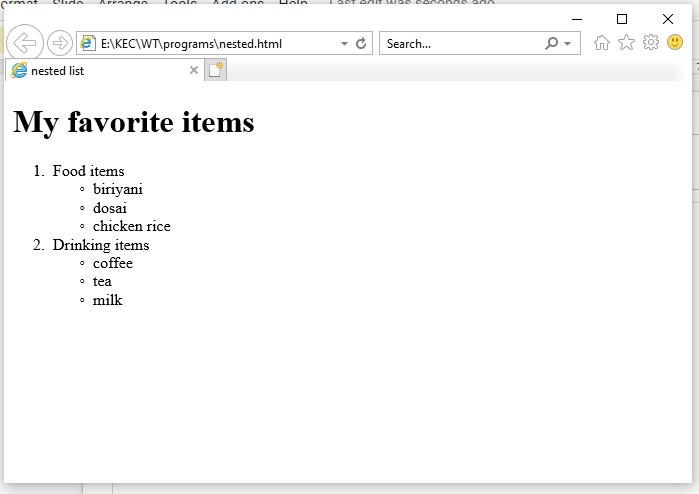 ormat Slide Arrange Tools Add-ons Help Last edit was seconds ago
E:\KEC\WT\programs\nested.html
Search...
nested list
My favorite items
1. Food items
biriyani
dosai
chicken rice
2. Drinking items
coffee
tea
milk